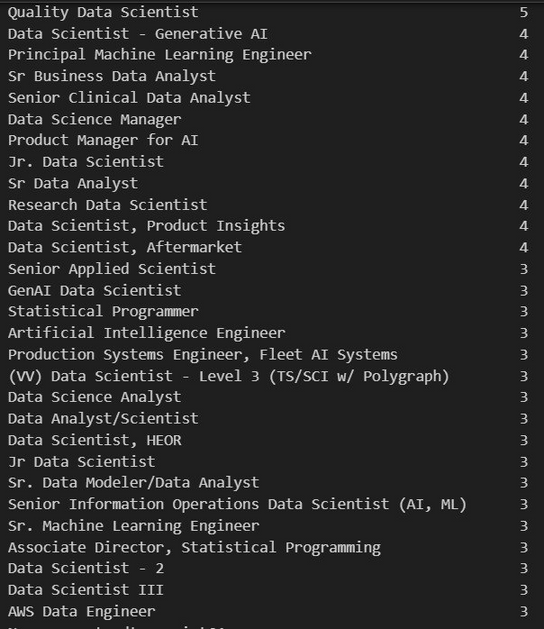 Quality Data Scientist 5
Data Scientist - Generative AI 4
Principal Machine Learning Engineer 4
Sr Business Data Analyst 4
Senior Clinical Data Analyst 4
Data Science Manager 4
Product Manager for AI 4
Jr. Data Scientist 4
Sr Data Analyst 4
Research Data Scientist 4
Data Scientist, Product Insights 4
Data Scientist, Aftermarket 4
Senior Applied Scientist 3
GenAI Data Scientist 3
Statistical Programmer 3
Artificial Intelligence Engineer 3
Production Systems Engineer, Fleet AI Systems 3
(VV) Data Scientist - Level 3 (TS/SCI w/ Polygraph) 3
Data Science Analyst 3
Data Analyst/Scientist 3
Data Scientist, HEOR 3
Jr Data Scientist 3
Sr. Data Modeler/Data Analyst 3
Senior Information Operations Data Scientist (AI, ML) 3
Sr. Machine Learning Engineer 3
Associate Director, Statistical Programming 3
Data Scientist - 2 3
Data Scientist III 3
AWS Data Engineer 3